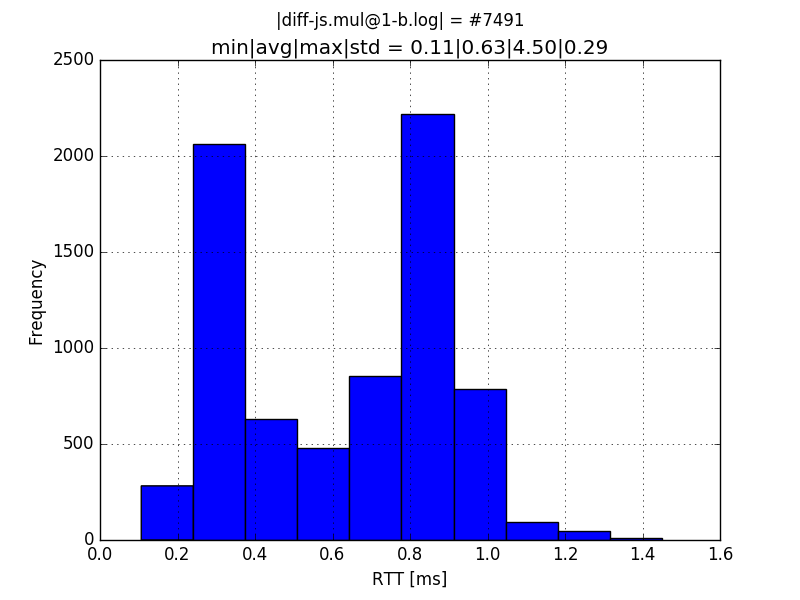 |diff-js.mul@1-b.log| = #7491
min|avg|max|std = 0.11|0.63|4.50|0.29
2500
2000
1500
1000
500
0
Frequency
0.0 0.2 0.4 0.6 0.8 1.0 1.2 1.4 1.6
RTT [ms]